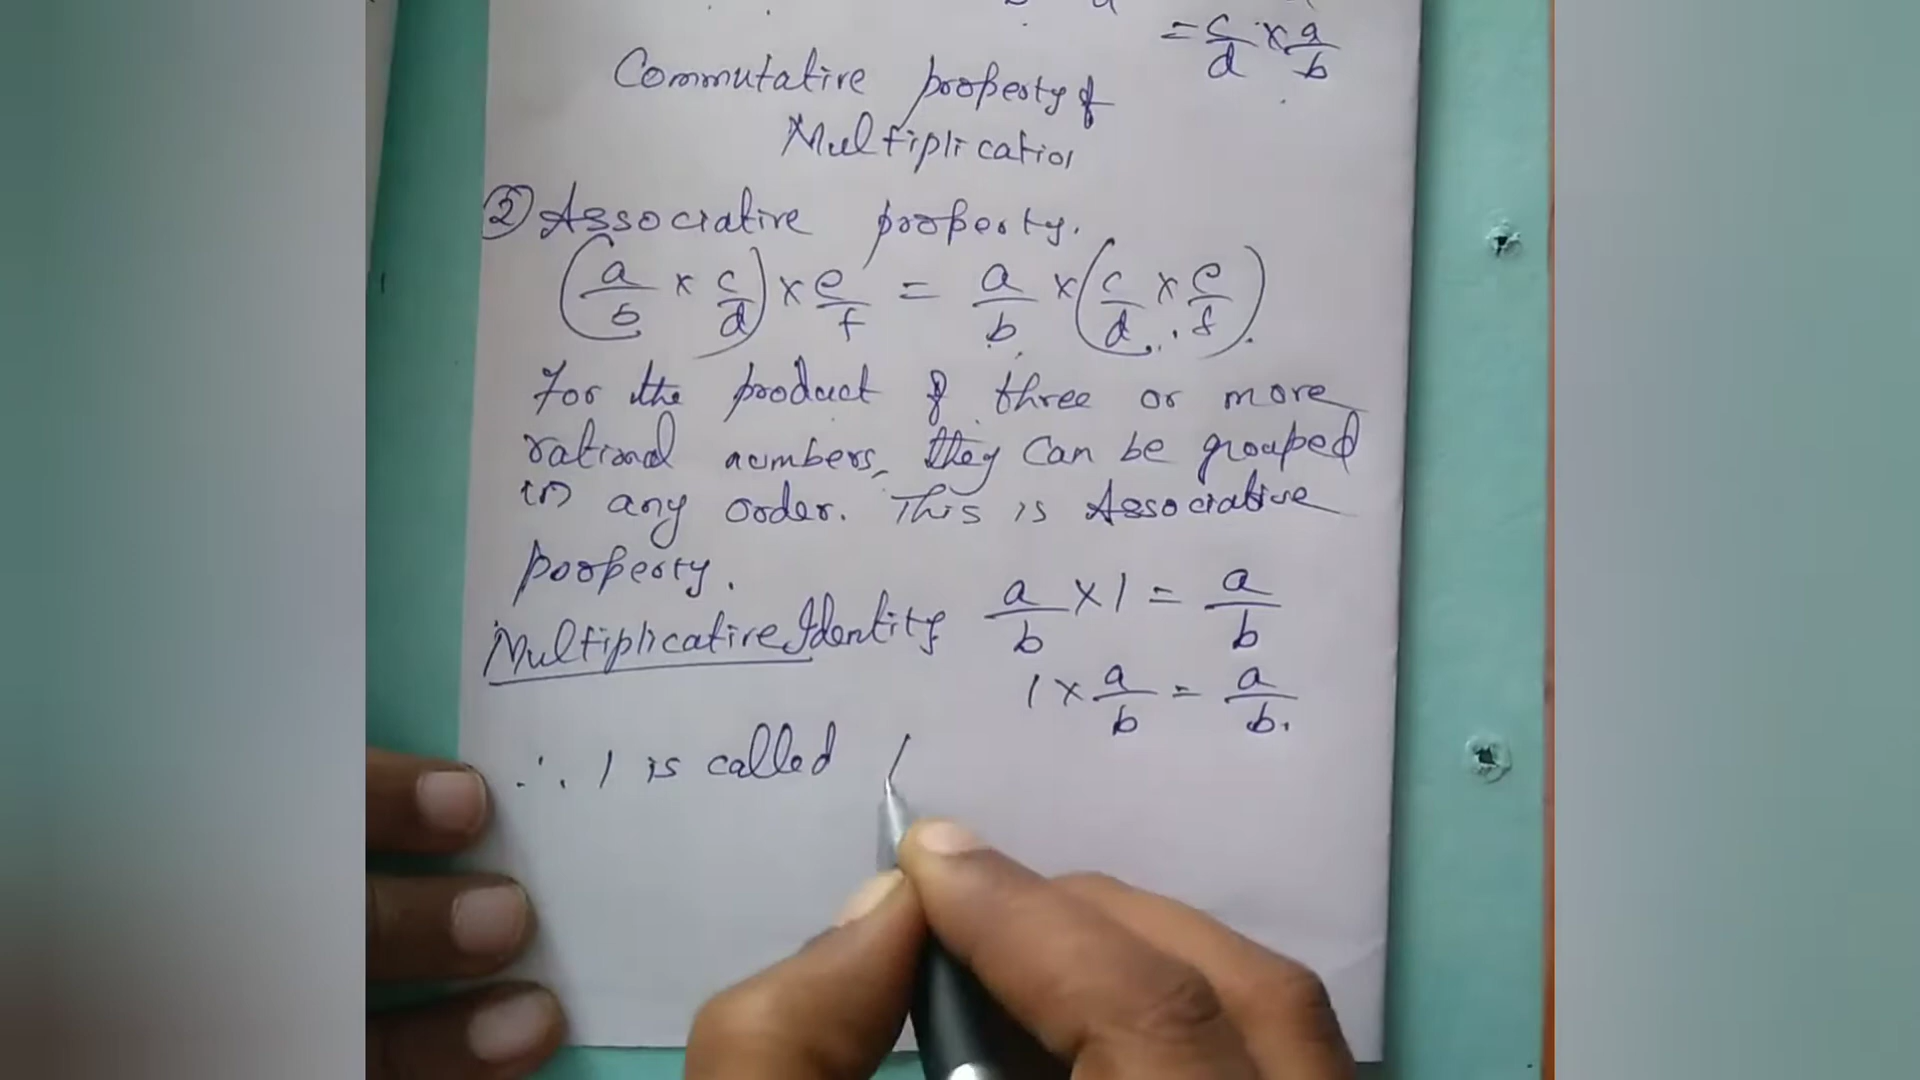 = c/d × a/b
Commutative property of
Multiplication
② Associative property.
(a/b × c/d) × e/f = a/b × (c/d × e/f).
For the product of three or more
rational numbers, they can be grouped
in any order. This is Associative
property.
Multiplicative Identity a/b × 1 = a/b
1 × a/b = a/b.
∴ 1 is called